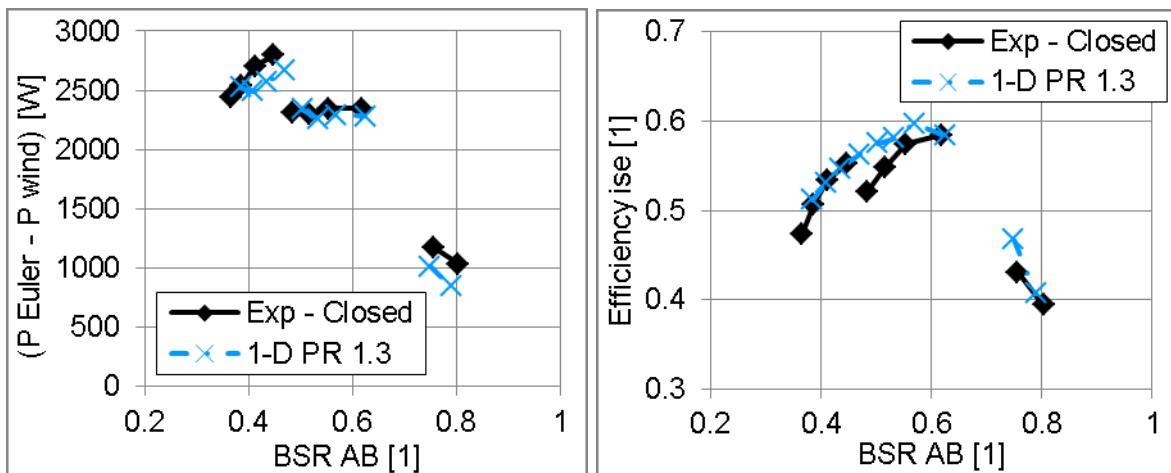 (P Euler - P wind) [W]
3000
2500
2000
1500
1000
500
0
0.2 0.4 0.6 0.8 1
BSR AB [1]
Exp - Closed
1-D PR 1.3
Efficiency ise [1]
0.7
0.6
0.5
0.4
0.3
0.2 0.4 0.6 0.8 1
BSR AB [1]
Exp - Closed
1-D PR 1.3